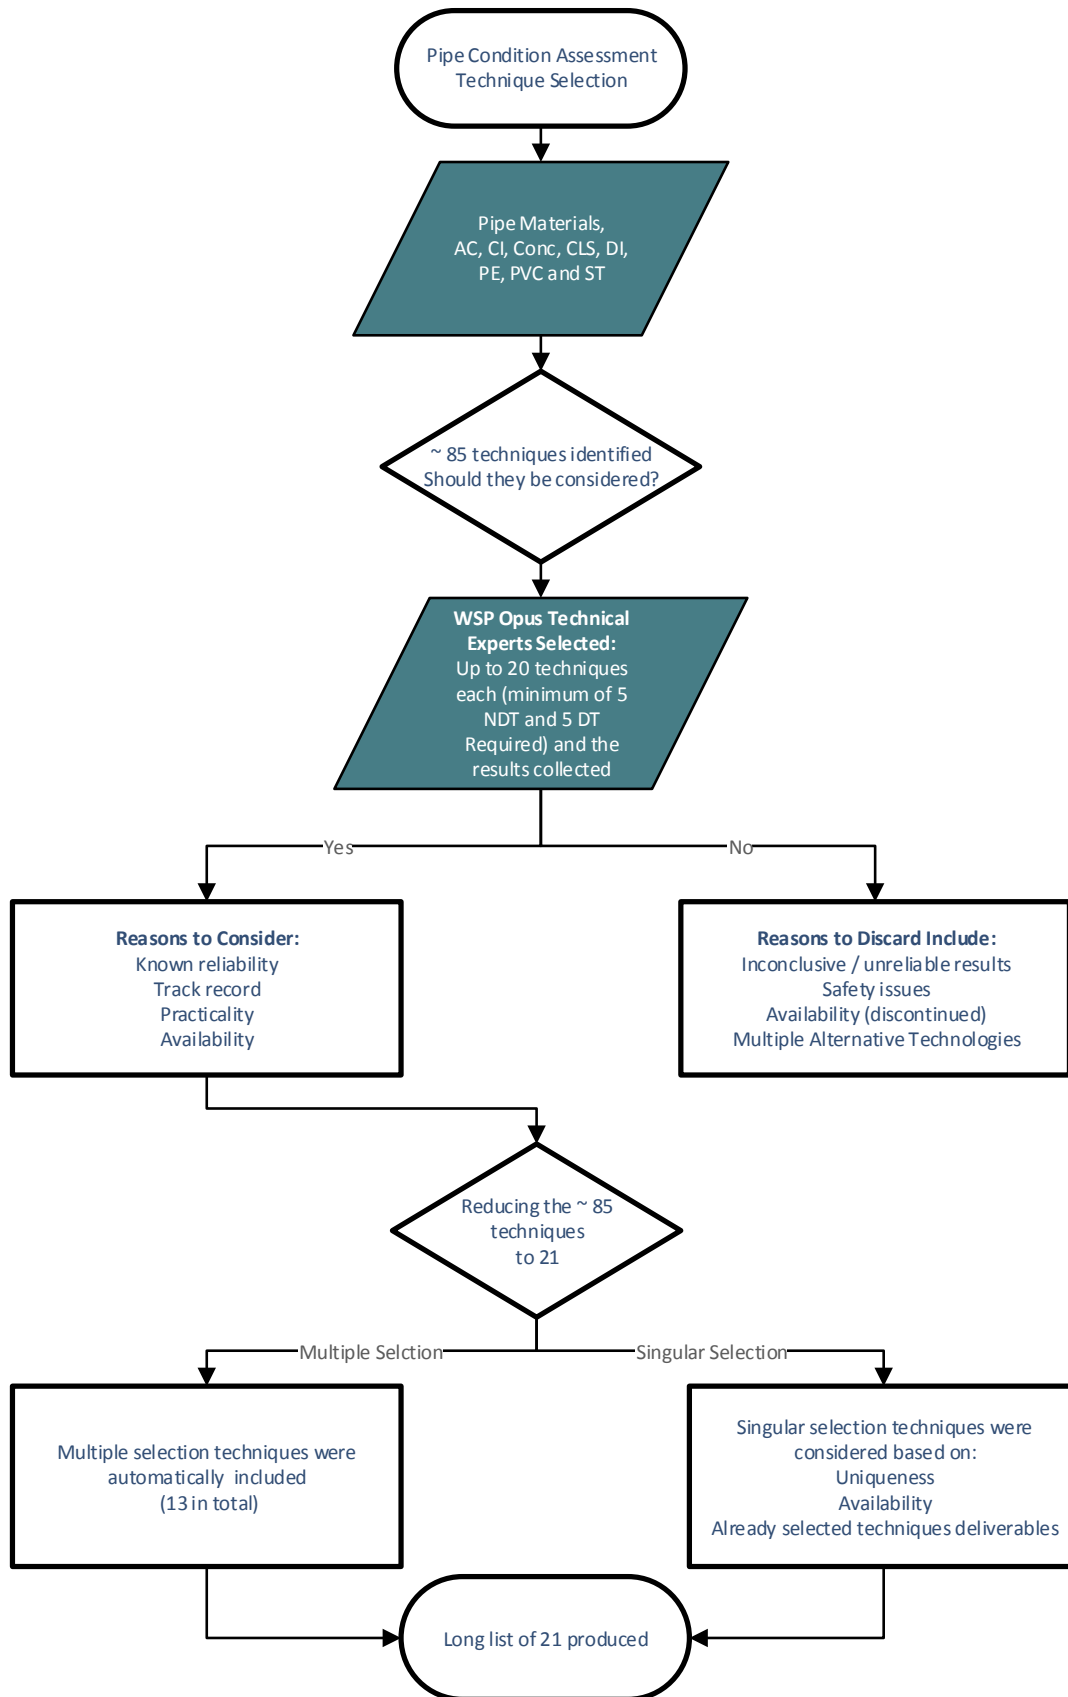 Pipe Condition Assessment
Technique Selection
Pipe Materials,
AC, CI, Conc, CLS, DI,
PE, PVC and ST
~ 85 techniques identified
Should they be considered?
WSP Opus Technical
Experts Selected:
Up to 20 techniques
each (minimum of 5
NDT and 5 DT
Required) and the
results collected
Yes
No
Reasons to Consider:
Known reliability
Track record
Practicality
Availability
Reasons to Discard Include:
Inconclusive / unreliable results
Safety issues
Availability (discontinued)
Multiple Alternative Technologies
Reducing the ~ 85
techniques
to 21
Multiple Selction
Singular Selection
Multiple selection techniques were
automatically included
(13 in total)
Singular selection techniques were
considered based on:
Uniqueness
Availability
Already selected techniques deliverables
Long list of 21 produced